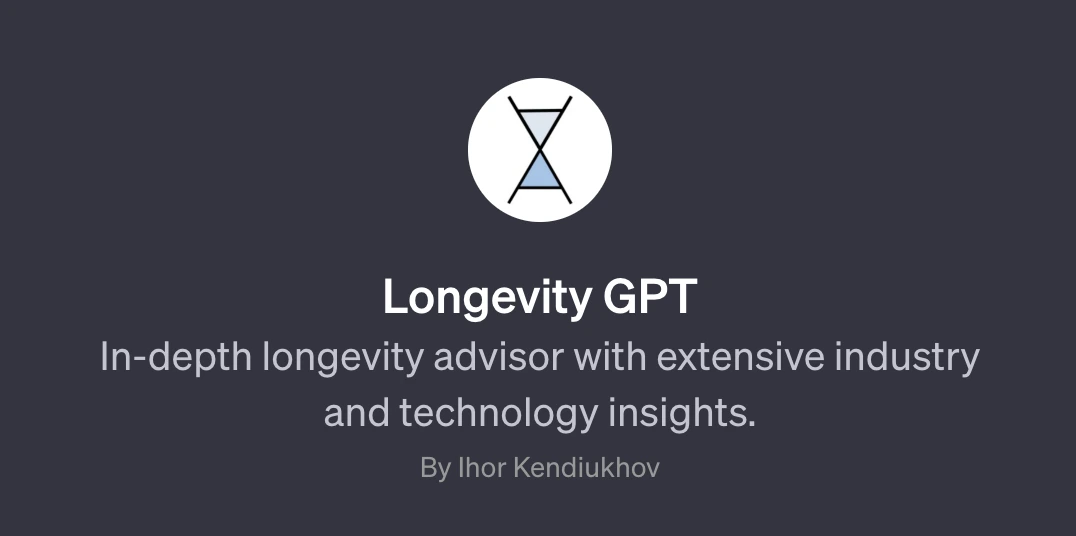 Longevity GPT
In-depth longevity advisor with extensive industry
and technology insights.
By Ihor Kendiukhov